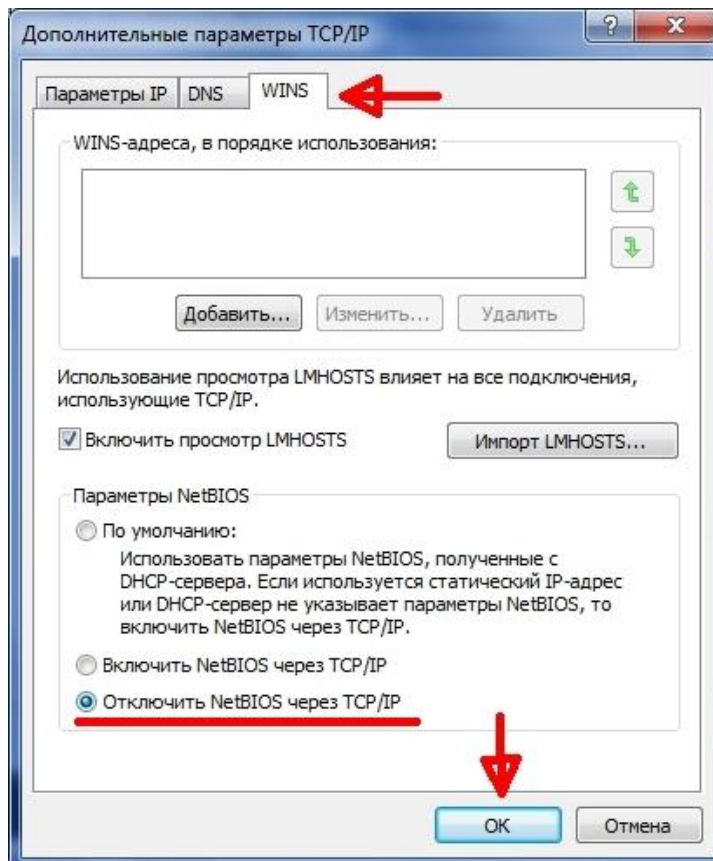 Дополнительные параметры TCP/IP
Параметры IP DNS WINS
WINS-адреса, в порядке использования:
Добавить... Изменить... Удалить
Использование просмотра LMHOSTS влияет на все подключения,
использующие TCP/IP.
Включить просмотр LMHOSTS Импорт LMHOSTS...
Параметры NetBIOS
По умолчанию:
Использовать параметры NetBIOS, полученные с
DHCP-сервера. Если используется статический IP-адрес
или DHCP-сервер не указывает параметры NetBIOS, то
включить NetBIOS через TCP/IP.
Включить NetBIOS через TCP/IP
Отключить NetBIOS через TCP/IP
ОК Отмена